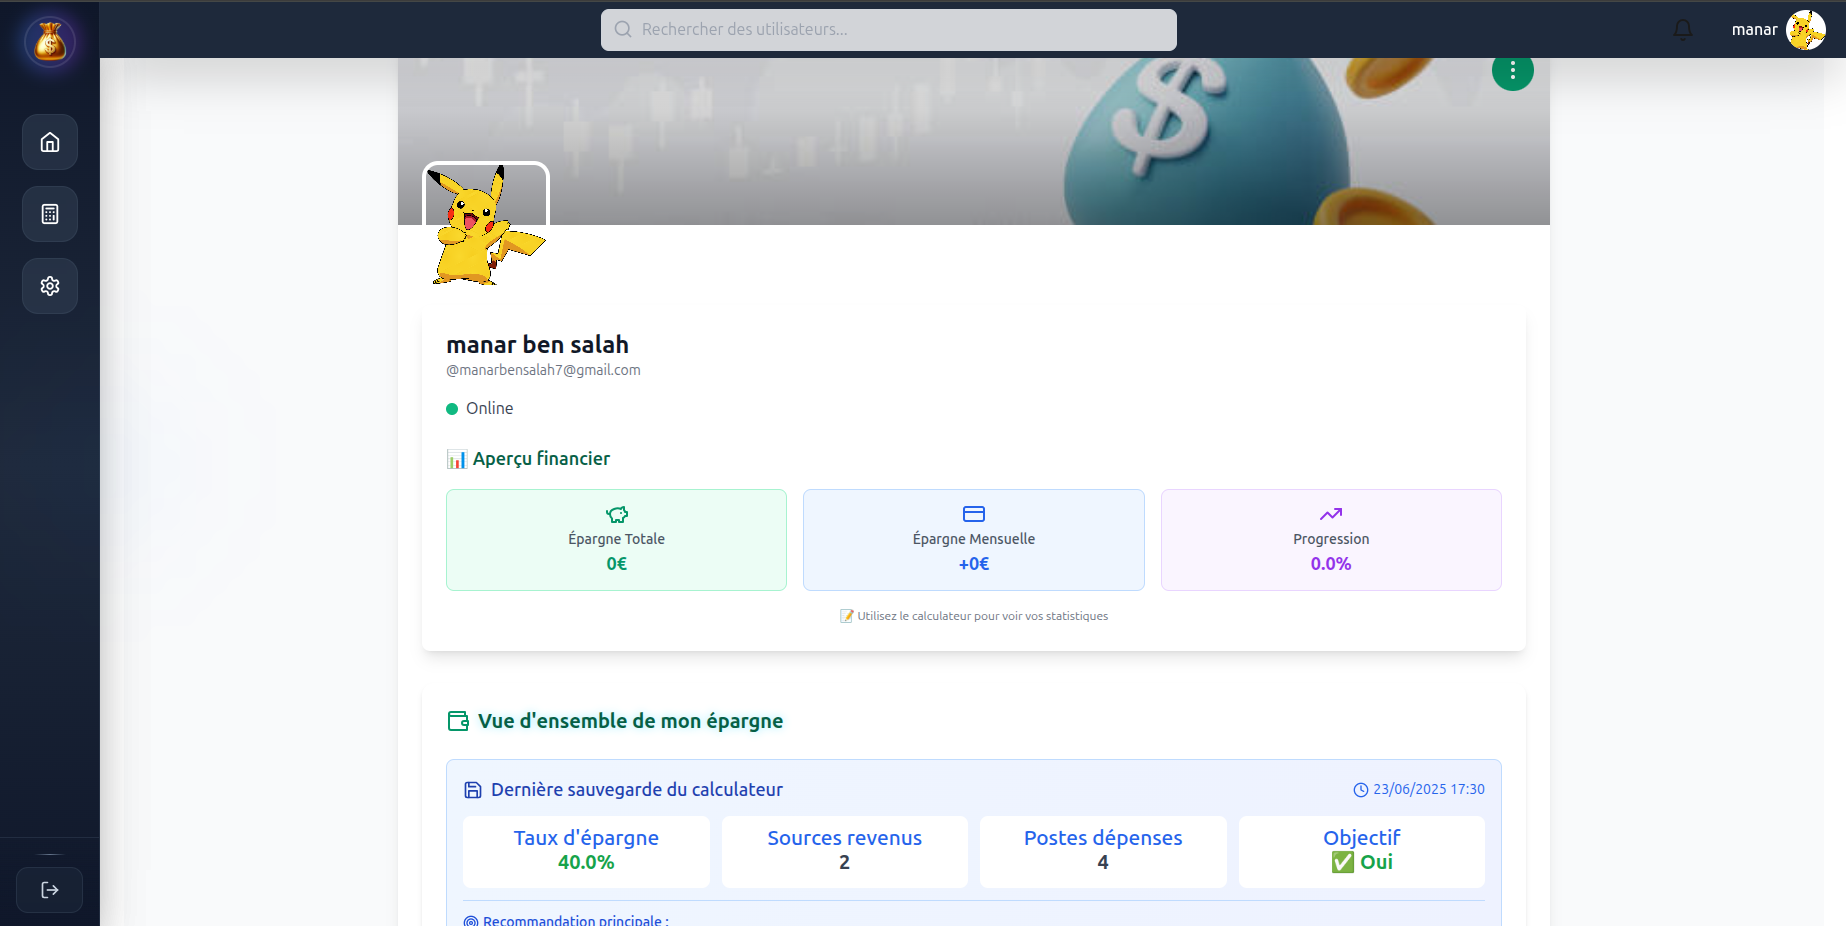 Rechercher des utilisateurs...
manar
manar ben salah
@manarbensalah7@gmail.com
Online
📊 Aperçu financier
Épargne Totale
0€
Épargne Mensuelle
+0€
Progression
0.0%
📝 Utilisez le calculateur pour voir vos statistiques
Vue d'ensemble de mon épargne
Dernière sauvegarde du calculateur
23/06/2025 17:30
Taux d'épargne
40.0%
Sources revenus
2
Postes dépenses
4
Objectif
✅ Oui
Recommandation principale :